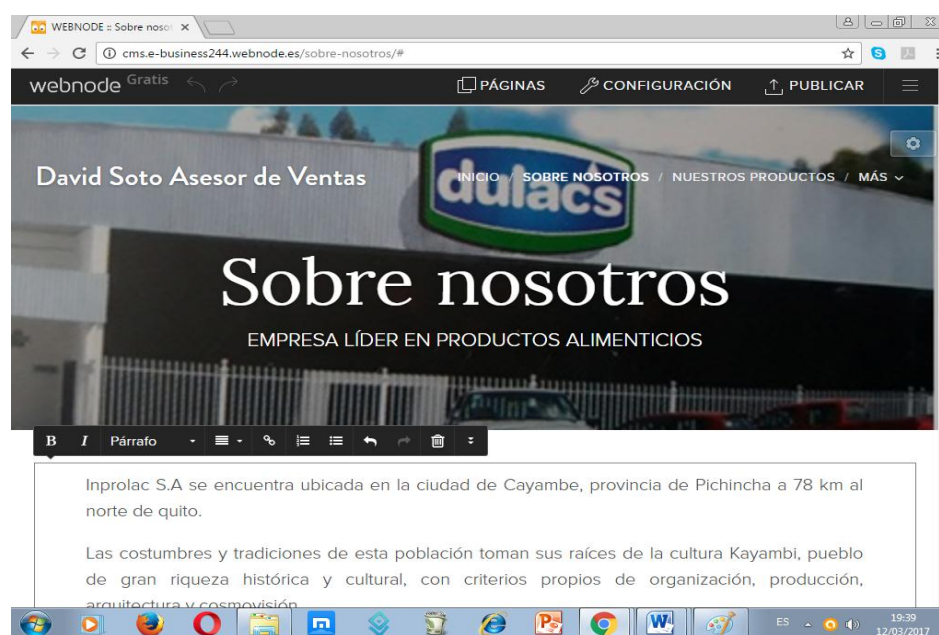 WEBNODE :: Sobre noso
cms.e-business244.webnode.es/sobre-nosotros/#
webnode Gratis PÁGINAS CONFIGURACIÓN PUBLICAR
David Soto Asesor de Ventas
dulacs
INICIO / SOBRE NOSOTROS / NUESTROS PRODUCTOS / MÁS
Sobre nosotros
EMPRESA LÍDER EN PRODUCTOS ALIMENTICIOS
B I Párrafo
Inprolac S.A se encuentra ubicada en la ciudad de Cayambe, provincia de Pichincha a 78 km al
norte de quito.
Las costumbres y tradiciones de esta población toman sus raíces de la cultura Kayambi, pueblo
de gran riqueza histórica y cultural, con criterios propios de organización, producción,
arquitectura y cosmovisión
ES 19:39
12/03/2017